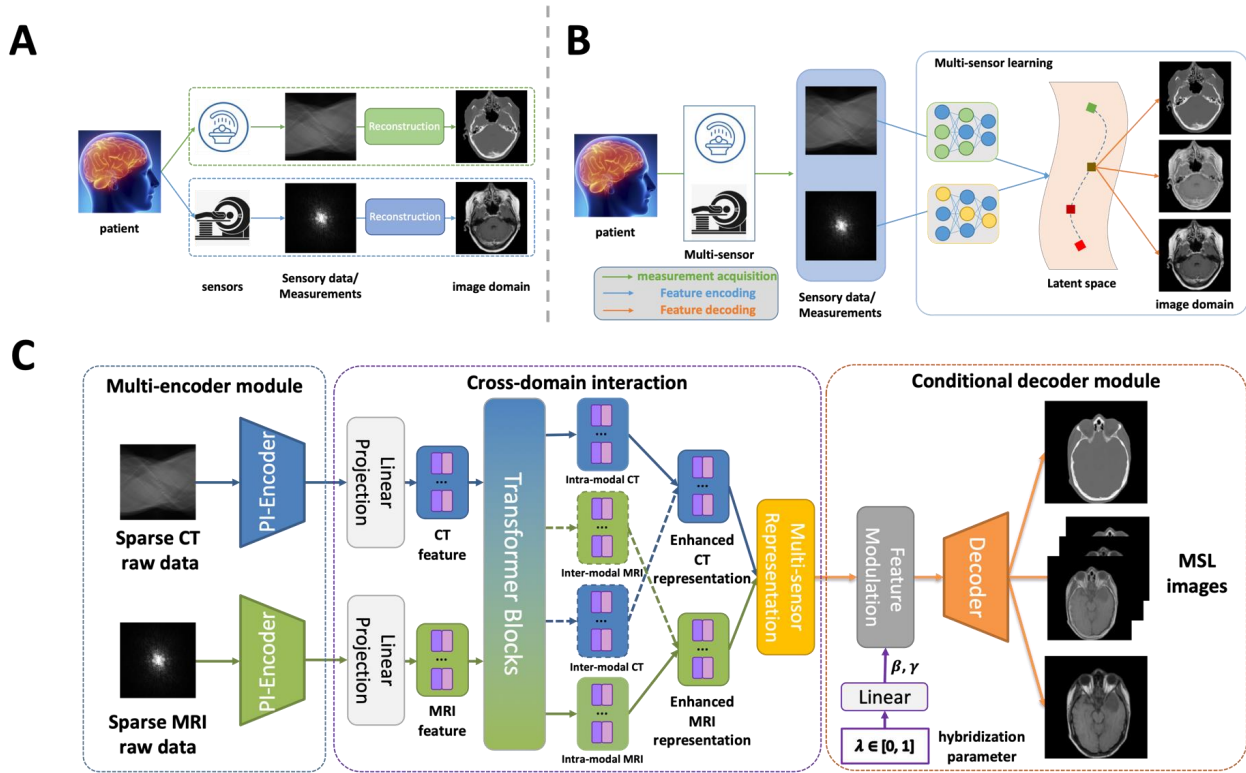 A
Reconstruction
Reconstruction
patient
sensors
Sensory data/
Measurements
image domain
B
Multi-sensor learning
patient
Multi-sensor
measurement acquisition
Feature encoding
Feature decoding
Sensory data/
Measurements
Latent space
image domain
C
Multi-encoder module
Sparse CT
raw data
PI-Encoder
Sparse MRI
raw data
PI-Encoder
Cross-domain interaction
Linear
Projection
...
CT
feature
Linear
Projection
...
MRI
feature
Transformer Blocks
...
Intra-modal CT
...
Inter-modal MRI
...
Inter-modal CT
...
Intra-modal MRI
...
Enhanced
CT
representation
...
Enhanced
MRI
representation
Multi-sensor
Representation
Conditional decoder module
Feature
Modulation
β, γ
Linear
λ ∈ [0, 1]
hybridization
parameter
Decoder
MSL
images